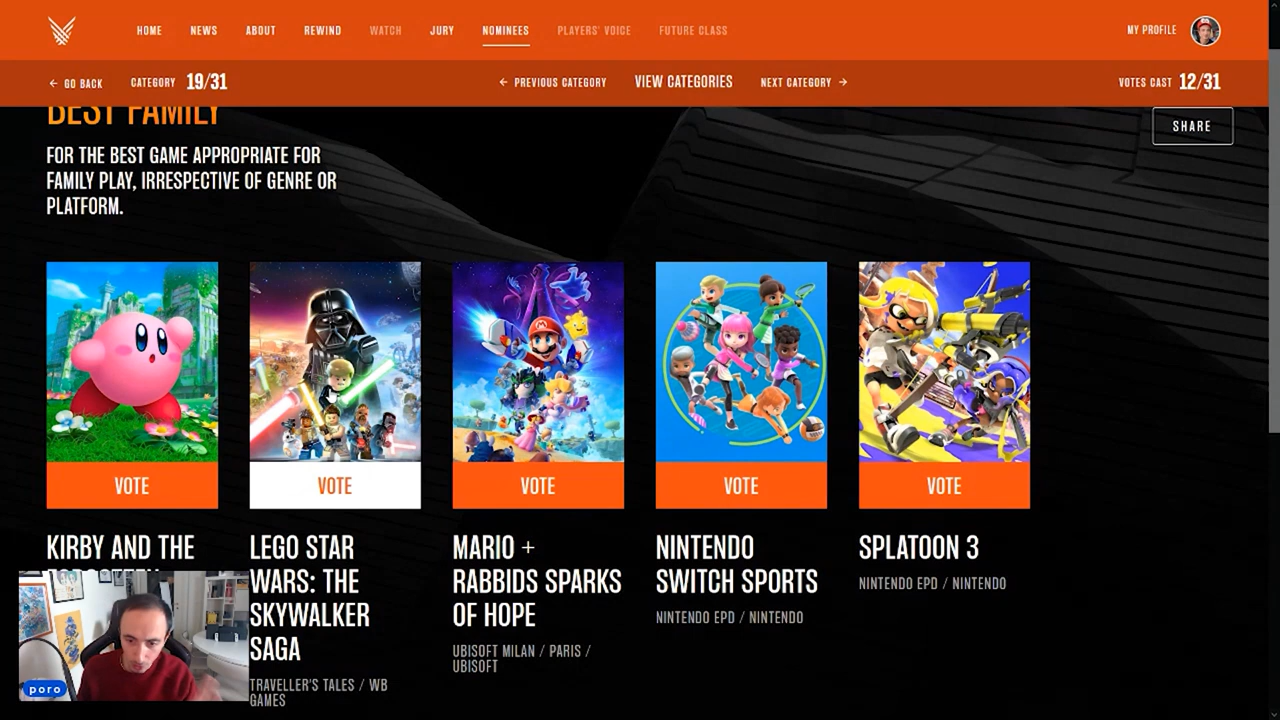 HOME NEWS ABOUT REWIND WATCH JURY NOMINEES PLAYERS' VOICE FUTURE CLASS MY PROFILE
← GO BACK CATEGORY 19/31 ← PREVIOUS CATEGORY VIEW CATEGORIES NEXT CATEGORY → VOTES CAST 12/31
BEST FAMILY
SHARE
FOR THE BEST GAME APPROPRIATE FOR
FAMILY PLAY, IRRESPECTIVE OF GENRE OR
PLATFORM.
VOTE VOTE VOTE VOTE VOTE
KIRBY AND THE
LEGO STAR
WARS: THE
SKYWALKER
SAGA
TRAVELLER'S TALES / WB
GAMES
MARIO +
RABBIDS SPARKS
OF HOPE
UBISOFT MILAN / PARIS /
UBISOFT
NINTENDO
SWITCH SPORTS
NINTENDO EPD / NINTENDO
SPLATOON 3
NINTENDO EPD / NINTENDO
poro